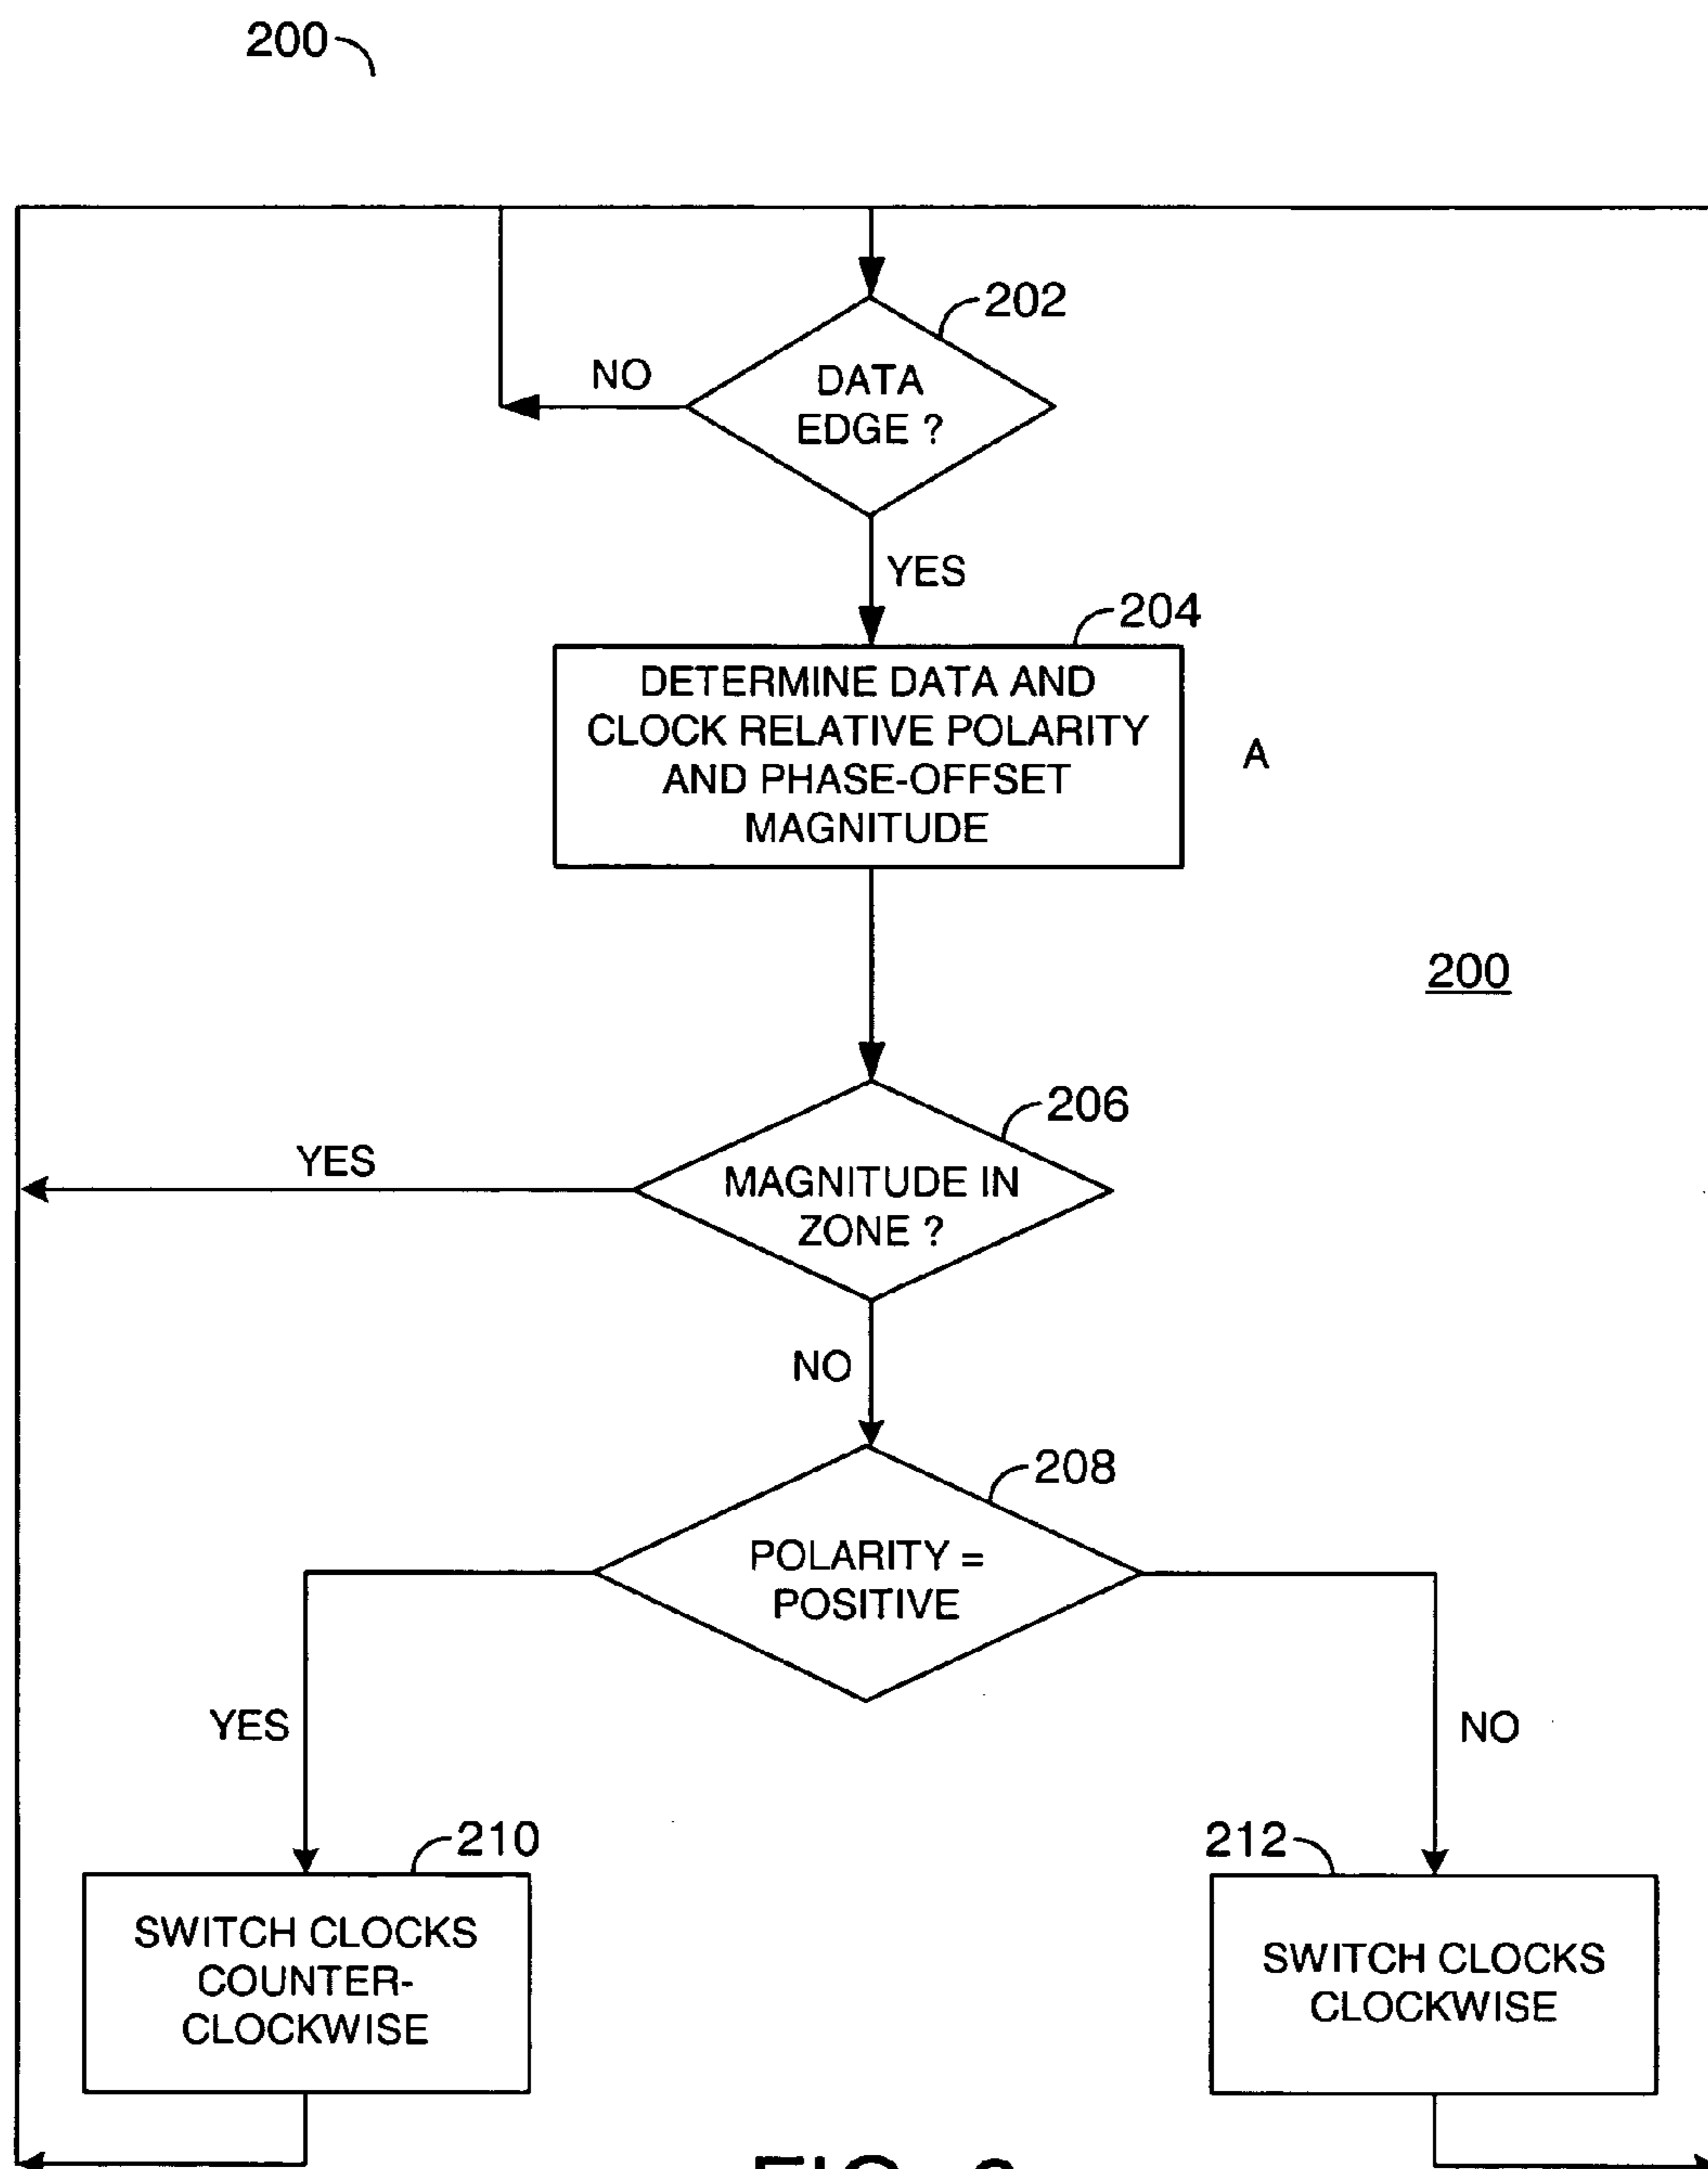 200
202
DATA
EDGE ?
NO
YES
204
DETERMINE DATA AND
CLOCK RELATIVE POLARITY
AND PHASE-OFFSET
MAGNITUDE
A
200
206
YES
MAGNITUDE IN
ZONE ?
NO
208
POLARITY =
POSITIVE
YES
NO
210
212
SWITCH CLOCKS
COUNTER-
CLOCKWISE
SWITCH CLOCKS
CLOCKWISE
FIG.